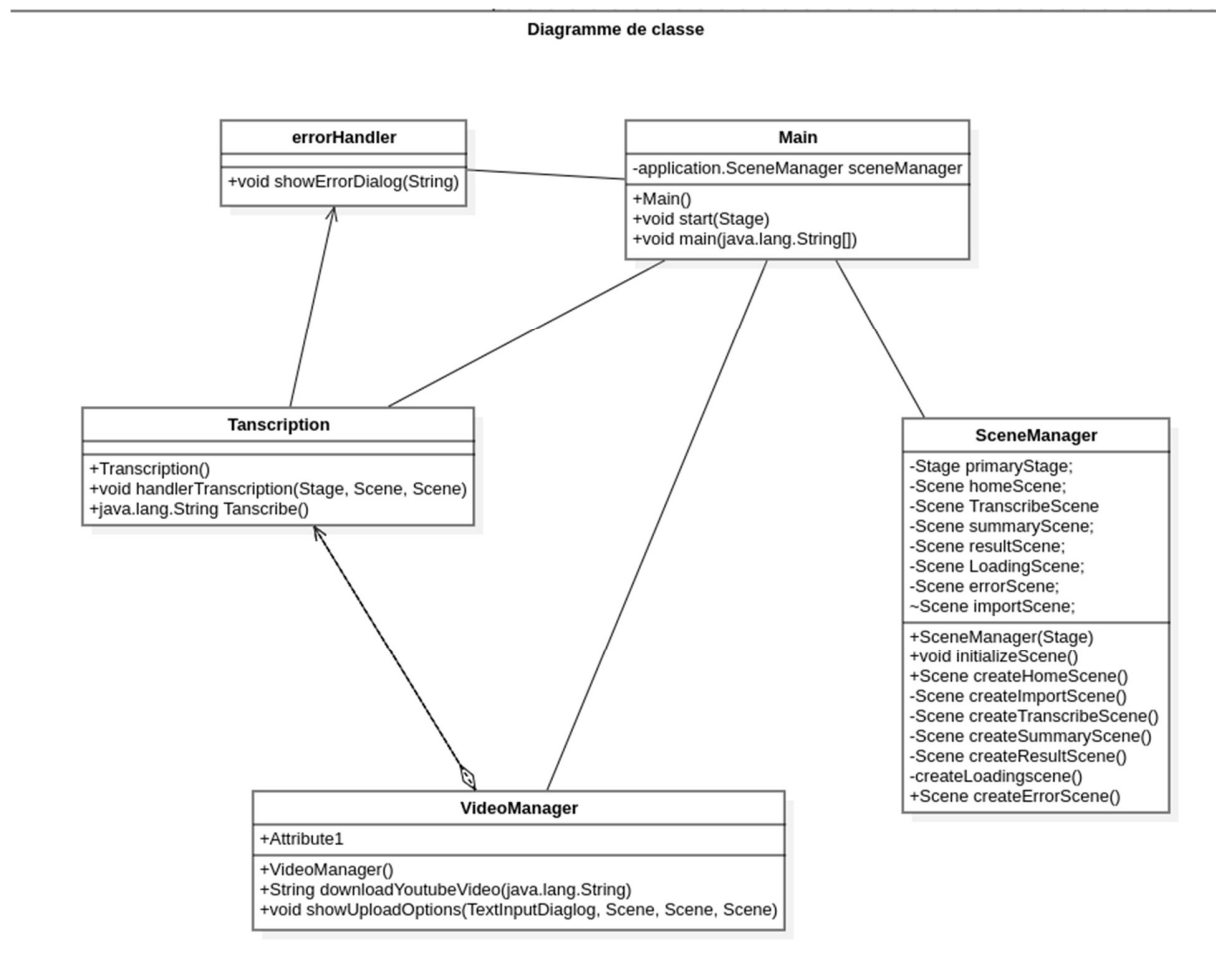 Diagramme de classe
errorHandler
+void showErrorDialog(String)
Main
-application.SceneManager sceneManager
+Main()
+void start(Stage)
+void main(java.lang.String[])
Tanscription
+Transcription()
+void handlerTranscription(Stage, Scene, Scene)
+java.lang.String Tanscribe()
SceneManager
-Stage primaryStage;
-Scene homeScene;
-Scene TranscribeScene
-Scene summaryScene;
-Scene resultScene;
-Scene LoadingScene;
-Scene errorScene;
~Scene importScene;
+SceneManager(Stage)
+void initializeScene()
+Scene createHomeScene()
-Scene createImportScene()
-Scene createTranscribeScene()
-Scene createSummaryScene()
-Scene createResultScene()
-createLoadingscene()
+Scene createErrorScene()
VideoManager
+Attribute1
+VideoManager()
+String downloadYoutubeVideo(java.lang.String)
+void showUploadOptions(TextInputDiaglog, Scene, Scene, Scene)